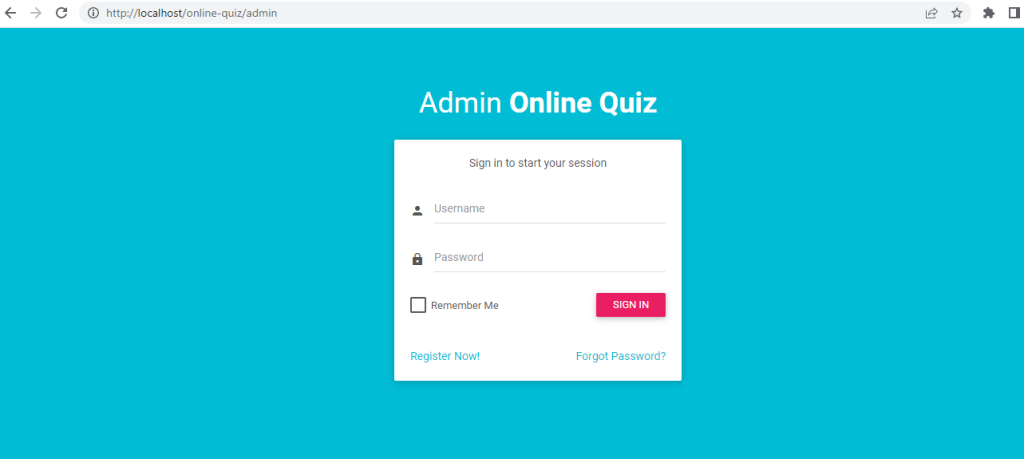 http://localhost/online-quiz/admin
Admin Online Quiz
Sign in to start your session
Username
Password
Remember Me
SIGN IN
Register Now!
Forgot Password?